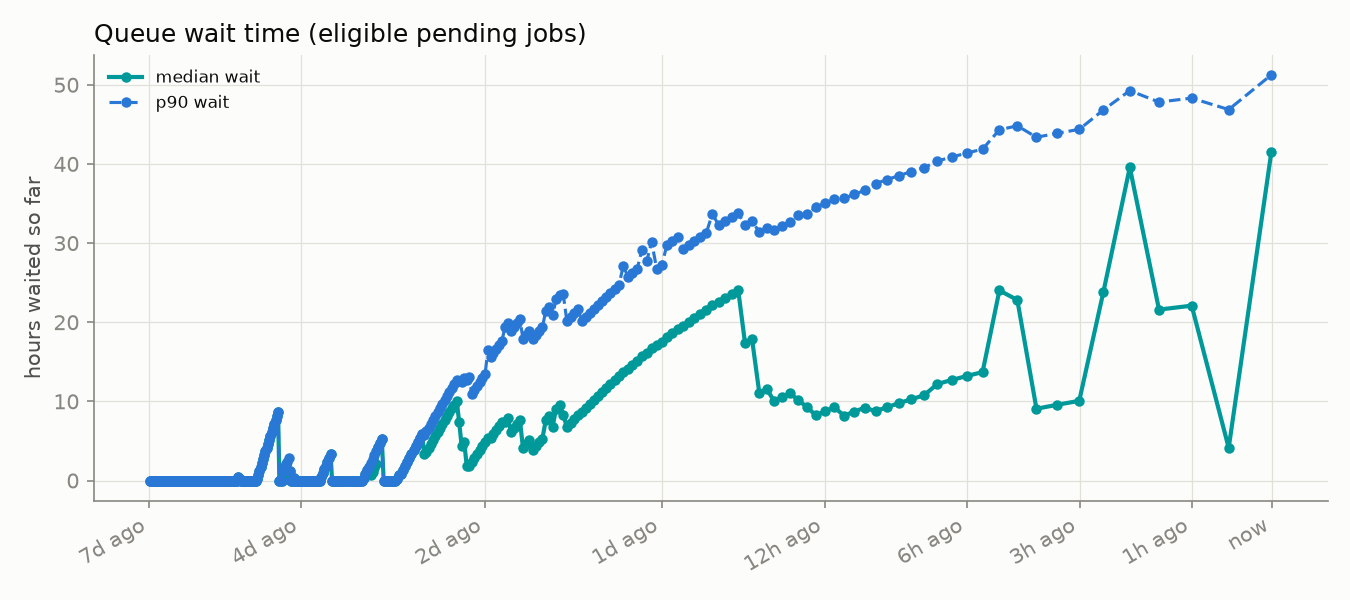 Queue wait time (eligible pending jobs)
median wait
p90 wait
hours waited so far
50
40
30
20
10
0
7d ago
4d ago
2d ago
1d ago
12h ago
6h ago
3h ago
1h ago
now